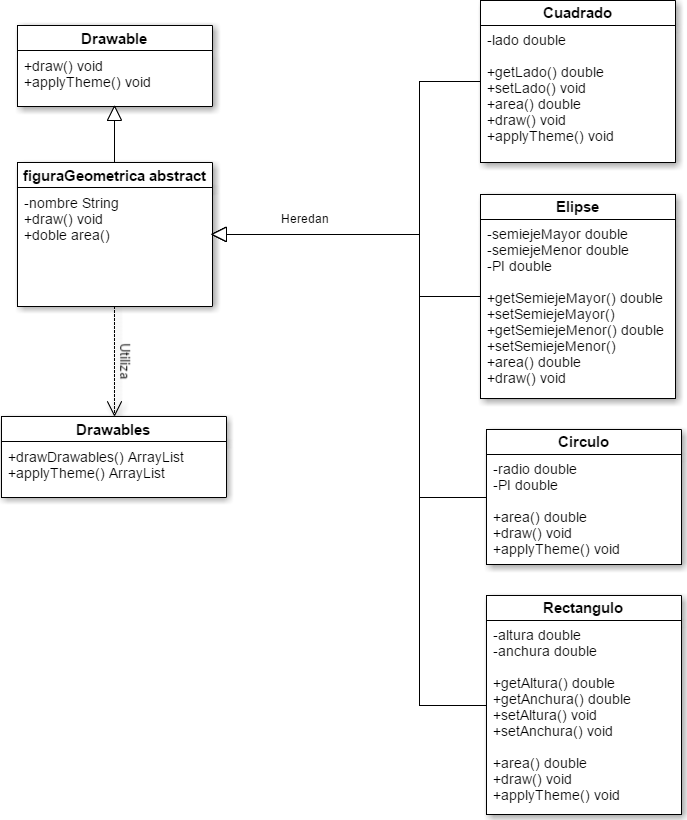 Drawable
+draw() void
+applyTheme() void
figuraGeometrica abstract
-nombre String
+draw() void
+doble area()
Utiliza
Drawables
+drawDrawables() ArrayList
+applyTheme() ArrayList
Heredan
Cuadrado
-lado double
+getLado() double
+setLado() void
+area() double
+draw() void
+applyTheme() void
Elipse
-semiejeMayor double
-semiejeMenor double
-PI double
+getSemiejeMayor() double
+setSemiejeMayor()
+getSemiejeMenor() double
+setSemiejeMenor()
+area() double
+draw() void
Circulo
-radio double
-PI double
+area() double
+draw() void
+applyTheme() void
Rectangulo
-altura double
-anchura double
+getAltura() double
+getAnchura() double
+setAltura() void
+setAnchura() void
+area() double
+draw() void
+applyTheme() void